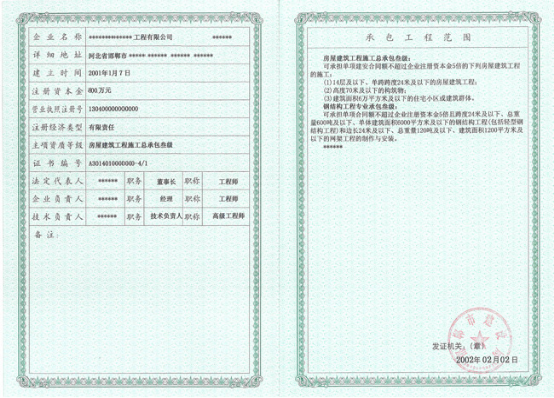 企业名称 **************工程有限公司 ******
详细地址 河北省邯郸市***** ****** ****** ******
建立时间 2001年1月7日
注册资本金 800万元
营业执照注册号 1304000000000
注册经济类型 有限责任
主项资质等级 房屋建筑工程施工总承包叁级
证书编号 A3014019000000-4/1
法定代表人 ****** 职务 董事长 职称 工程师
企业负责人 ****** 职务 经理 职称 工程师
技术负责人 ****** 职务 技术负责人 职称 高级工程师
备注:
承包工程范围
房屋建筑工程施工总承包叁级:
可承担单项建安合同额不超过企业注册资本金5倍的下列房屋建筑工程
的施工:
(1)14层及以下、单跨跨度24米及以下的房屋建筑工程;
(2)高度70米及以下的构筑物;
(3)建筑面积6万平方米及以下的住宅小区或建筑群体。
钢结构工程专业承包叁级:
可承担单项合同额不超过企业注册资本金5倍且跨度24米及以下、总重
量600吨及以下、单体建筑面积6000平方米及以下的钢结构工程(包括轻型钢
结构工程)和边长24米及以下、总重量120吨及以下、建筑面积1200平方米及
以下的网架工程的制作与安装。
******
发证机关:(章)
2002年02月02日